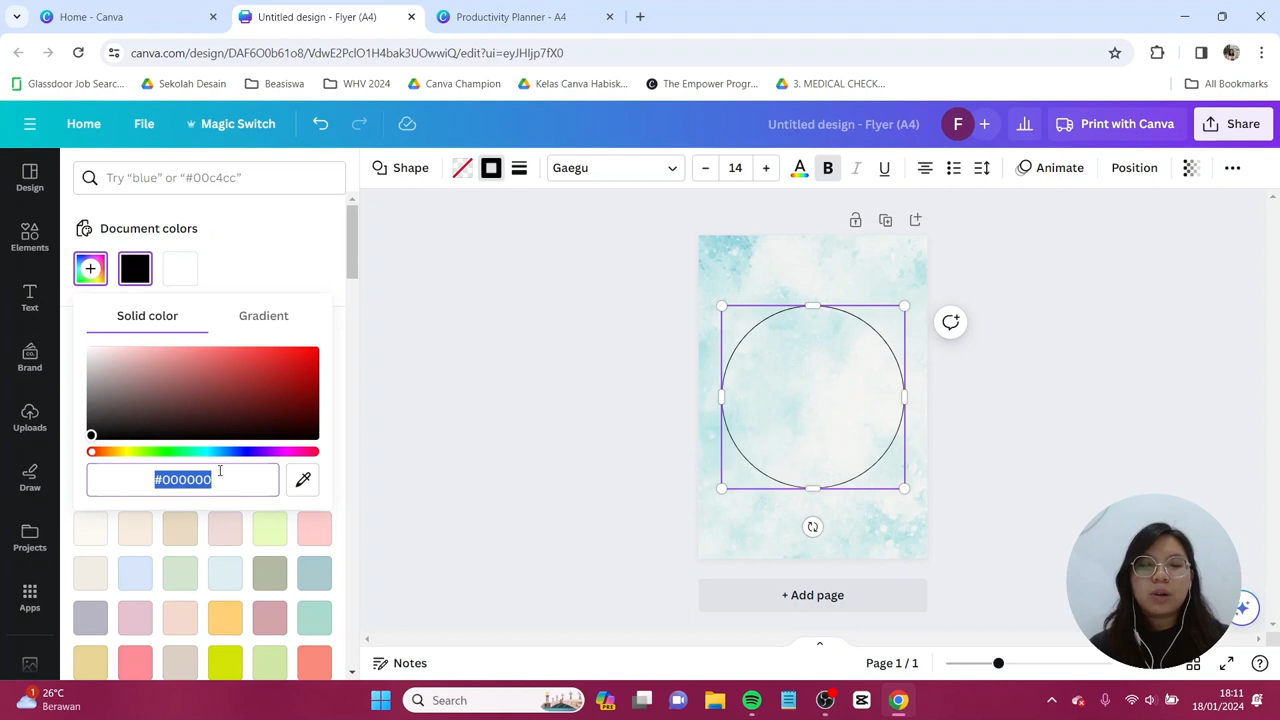 Home - Canva
Untitled design - Flyer (A4)
Productivity Planner - A4
canva.com/design/DAF6O0b61o8/VdwE2PclO1H4bak3UOwwiQ/edit?ui=eyJHIjp7fX0
Glassdoor Job Searc...
Sekolah Desain
Beasiswa
WHV 2024
Canva Champion
Kelas Canva Habisk...
The Empower Progr...
3. MEDICAL CHECK...
All Bookmarks
Home
File
Magic Switch
Untitled design - Flyer (A4)
F
Print with Canva
Share
Design
Elements
Text
Brand
Uploads
Draw
Projects
Apps
Try “blue” or “#00c4cc”
Document colors
Solid color
Gradient
#000000
Shape
Gaegu
14
A
B
I
U
Animate
Position
+ Add page
Notes
Page 1 / 1
1
26°C
Berawan
Search
18:11
18/01/2024